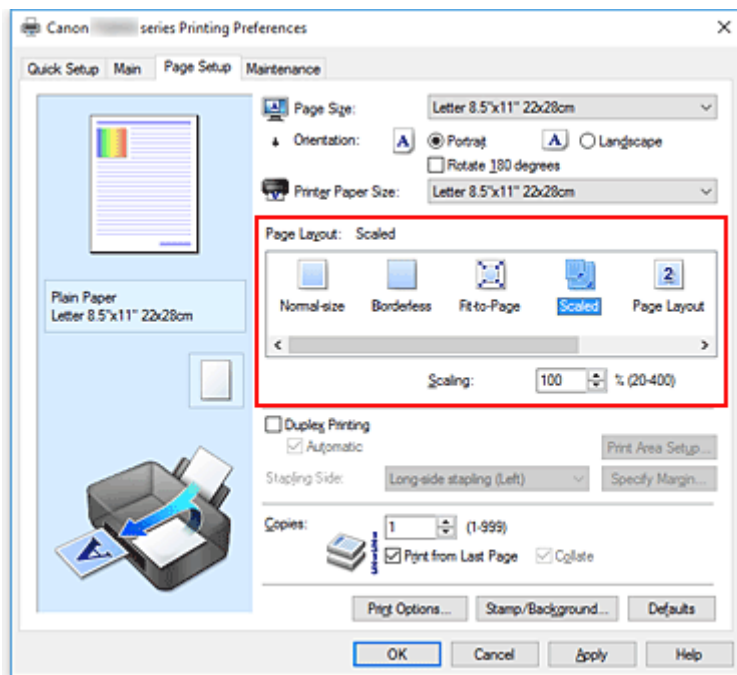 Canon series Printing Preferences
Quick Setup Main Page Setup Maintenance
Page Size: Letter 8.5"x11" 22x28cm
Orientation: A Portrait A Landscape
Rotate 180 degrees
Printer Paper Size: Letter 8.5"x11" 22x28cm
Page Layout: Scaled
Normal-size Borderless Fit-to-Page Scaled Page Layout
Scaling: 100 % (20-400)
Plain Paper
Letter 8.5"x11" 22x28cm
Duplex Printing
Automatic Print Area Setup...
Stapling Side: Long-side stapling (Left) Specify Margin...
Copies: 1 (1-999)
Print from Last Page Collate
Print Options... Stamp/Background... Defaults
OK Cancel Apply Help